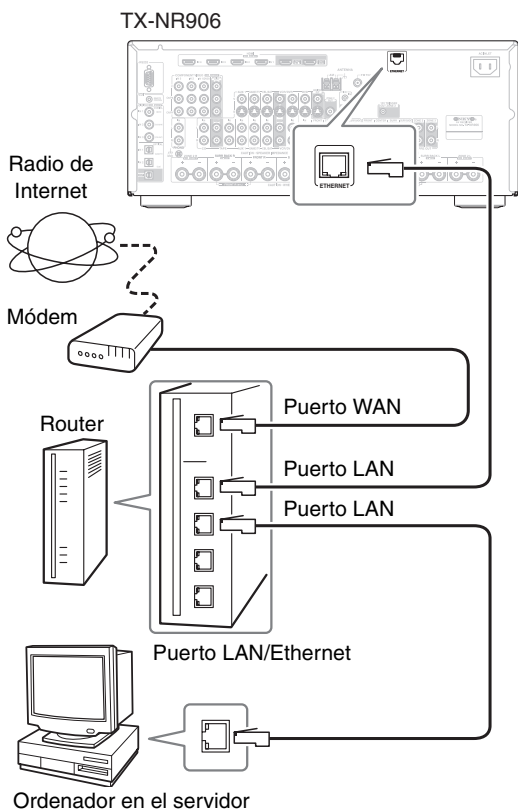 TX-NR906
ETHERNET
ETHERNET
Radio de
Internet
Módem
Router
Puerto WAN
Puerto LAN
Puerto LAN
Puerto LAN/Ethernet
Ordenador en el servidor